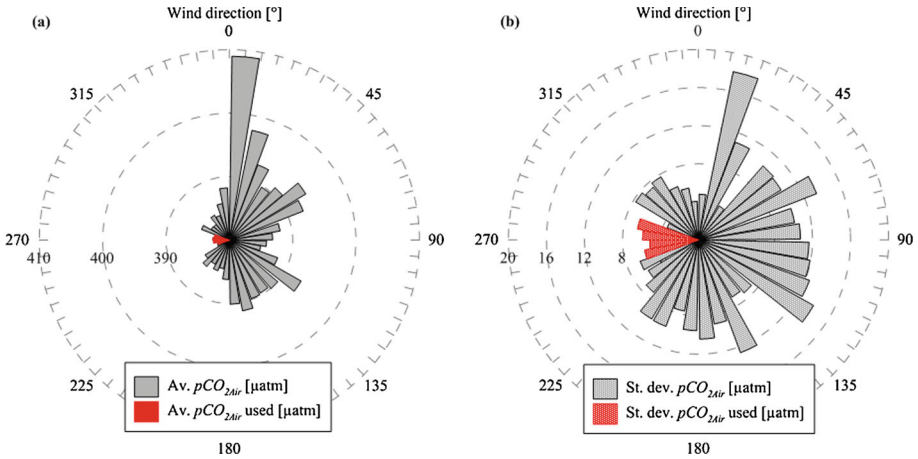 (a)
Wind direction [°]
0
315
45
270
90
410
400
390
225
135
Av. pCO2Air [µatm]
Av. pCO2Air used [µatm]
180
(b)
Wind direction [°]
0
315
45
270
90
20
16
12
8
225
135
St. dev. pCO2Air [µatm]
St. dev. pCO2Air used [µatm]
180